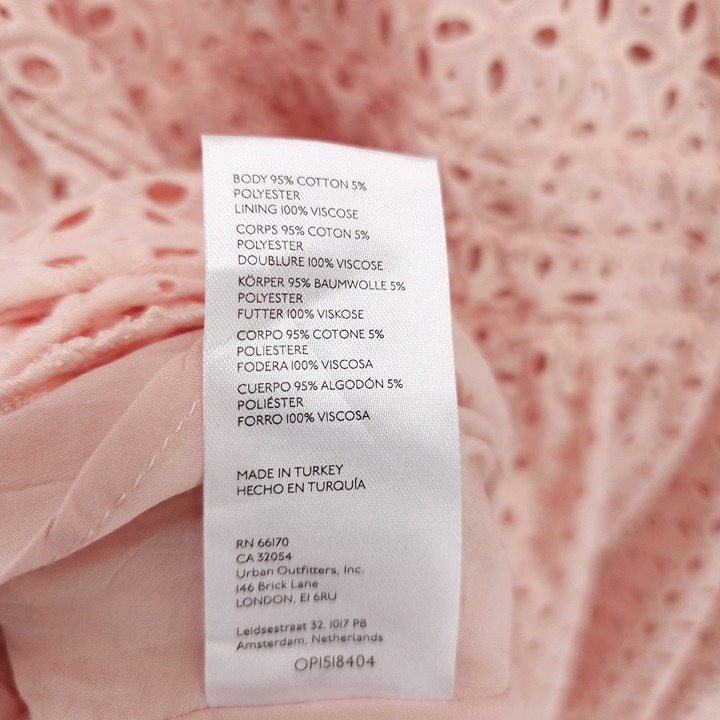 BODY 95% COTTON 5%
POLYESTER
LINING 100% VISCOSE
CORPS 95% COTON 5%
POLYESTER
DOUBLURE 100% VISCOSE
KÖRPER 95% BAUMWOLLE 5%
POLYESTER
FUTTER 100% VISKOSE
CORPO 95% COTONE 5%
POLIESTERE
FODERA 100% VISCOSA
CUERPO 95% ALGODÓN 5%
POLIÉSTER
FORRO 100% VISCOSA
MADE IN TURKEY
HECHO EN TURQUÍA
RN 66170
CA 32054
Urban Outfitters, Inc.
146 Brick Lane
LONDON, E1 6RU
Leidsestraat 32, 1017 PB
Amsterdam, Netherlands
OP1518404